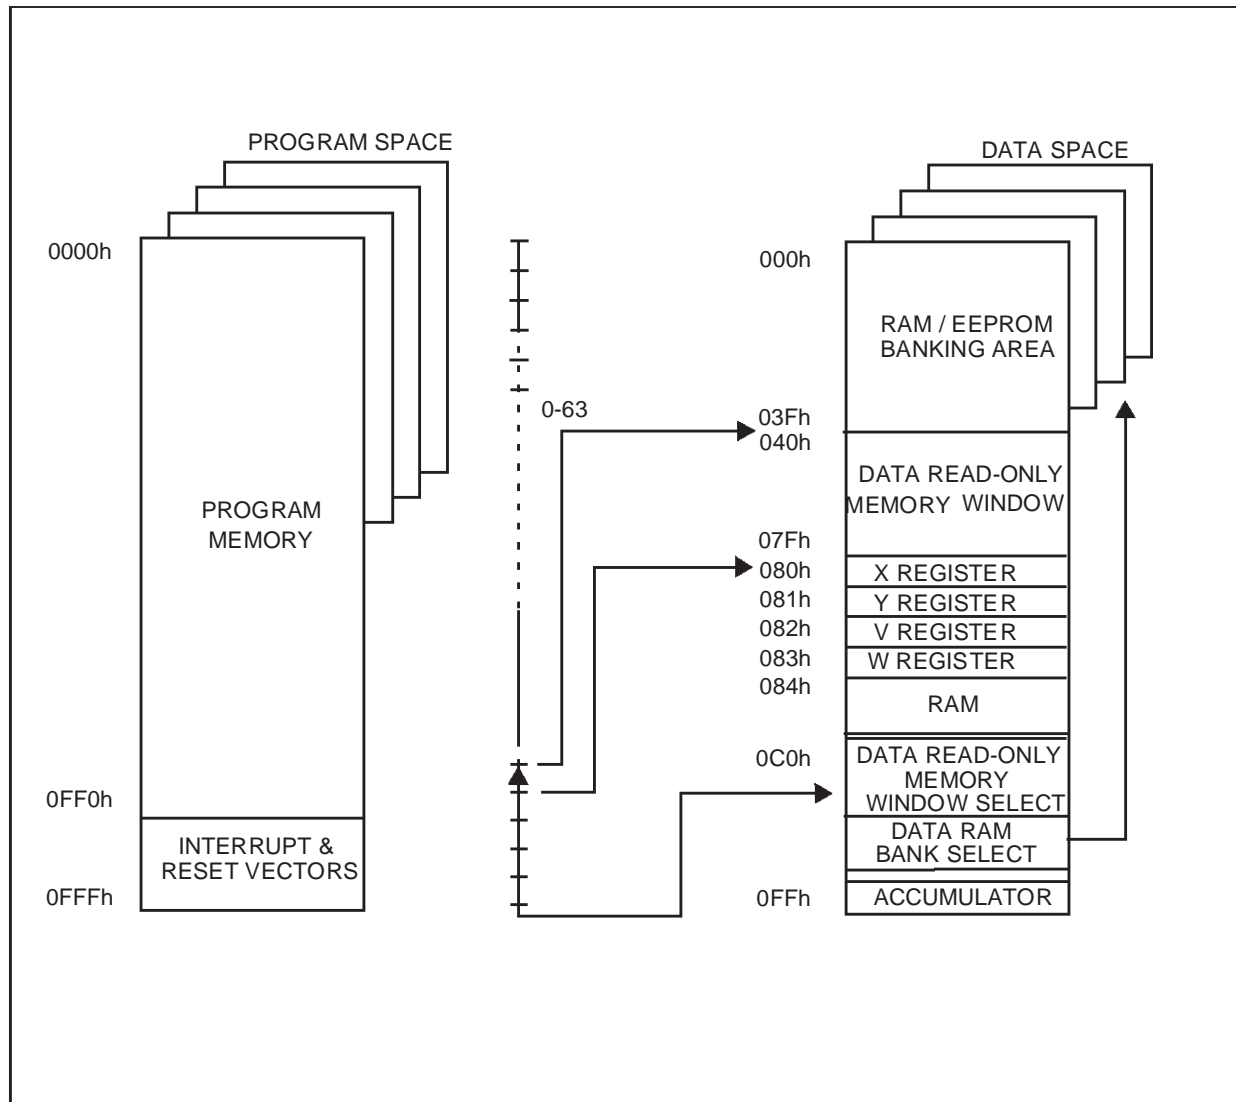 PROGRAM SPACE
0000h
PROGRAM
MEMORY
0FF0h
INTERRUPT &
RESET VECTORS
0FFFh
0-63
DATA SPACE
000h
RAM / EEPROM
BANKING AREA
03Fh
040h
DATA READ-ONLY
MEMORY WINDOW
07Fh
080h
X REGISTER
081h
Y REGISTER
082h
V REGISTER
083h
W REGISTER
084h
RAM
0C0h
DATA READ-ONLY
MEMORY
WINDOW SELECT
DATA RAM
BANK SELECT
0FFh
ACCUMULATOR